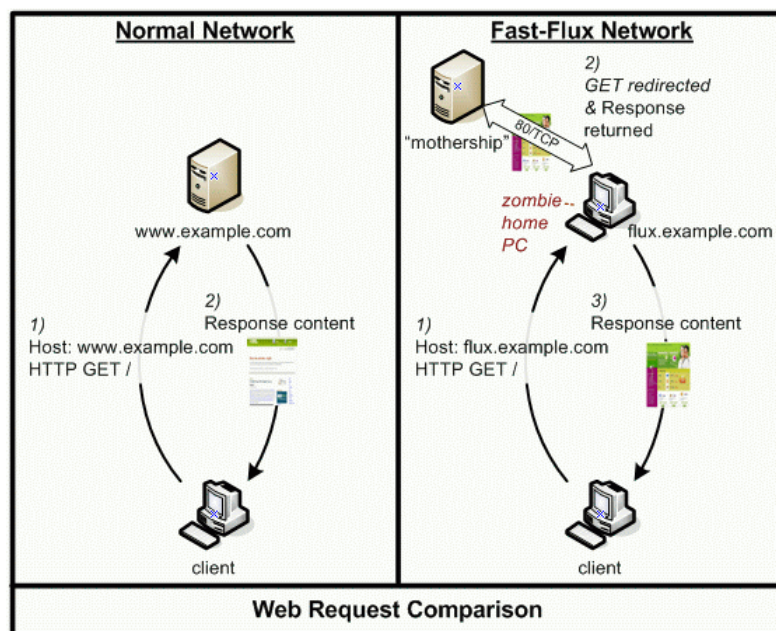 Normal Network
www.example.com
1)
Host: www.example.com
HTTP GET /
2)
Response content
client
Fast-Flux Network
"mothership"
80/TCP
2)
GET redirected
& Response
returned
zombie
home
PC
flux.example.com
1)
Host: flux.example.com
HTTP GET /
3)
Response content
client
Web Request Comparison